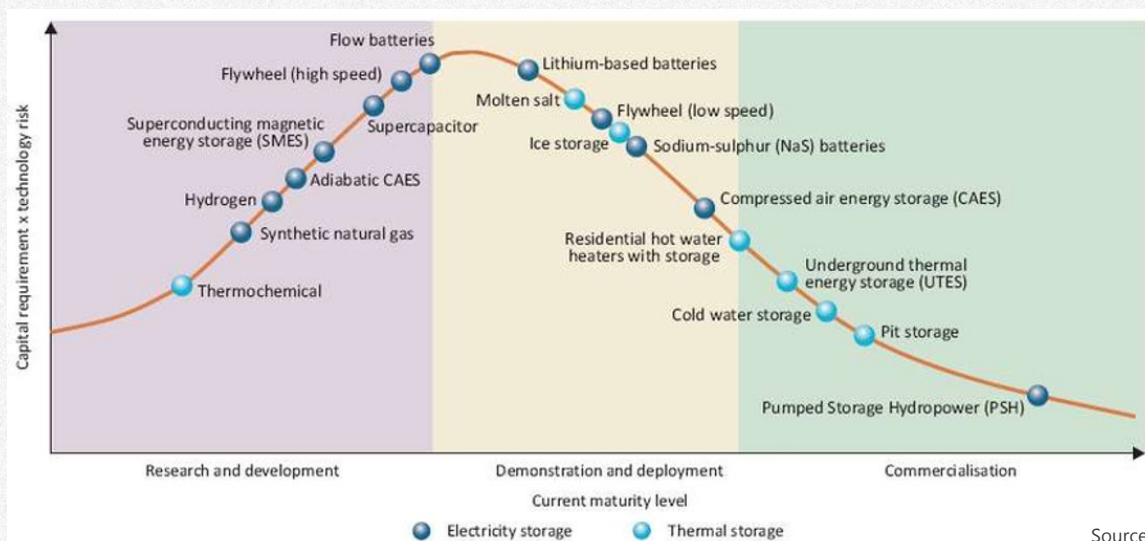 Capital requirement x technology risk
Flow batteries
Flywheel (high speed)
Supercapacitor
Superconducting magnetic
energy storage (SMES)
Adiabatic CAES
Hydrogen
Synthetic natural gas
Thermochemical
Lithium-based batteries
Molten salt
Flywheel (low speed)
Ice storage
Sodium-sulphur (NaS) batteries
Compressed air energy storage (CAES)
Residential hot water
heaters with storage
Underground thermal
energy storage (UTES)
Cold water storage
Pit storage
Pumped Storage Hydropower (PSH)
Research and development
Demonstration and deployment
Commercialisation
Current maturity level
Electricity storage
Thermal storage
Source